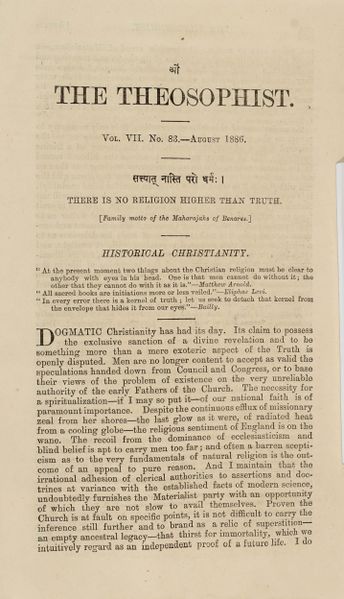 ओं
THE THEOSOPHIST.
VOL. VII. No. 83.—AUGUST 1886.
सत्त्यात् नास्ति परो धर्मः।
THERE IS NO RELIGION HIGHER THAN TRUTH.
[Family motto of the Maharajahs of Benares.]
HISTORICAL CHRISTIANITY.
"At the present moment two things about the Christian religion must be clear to
anybody with eyes in his head. One is that men cannot do without it; the
other that they cannot do with it as it is."—Matthew Arnold.
"All sacred books are initiations more or less veiled."—Eliphas Levi.
"In every error there is a kernel of truth; let us seek to detach that kernel from
the envelope that hides it from our eyes."—Bailly.
DOGMATIC Christianity has had its day. Its claim to possess
the exclusive sanction of a divine revelation and to be
something more than a mere exoteric aspect of the Truth is
openly disputed. Men are no longer content to accept as valid the
speculations handed down from Council and Congress, or to base
their views of the problem of existence on the very unreliable
authority of the early Fathers of the Church. The necessity for
a spiritualization—if I may so put it—of our national faith is of
paramount importance. Despite the continuous efflux of missionary
zeal from her shores—the last glow as it were, of radiated heat
from a cooling globe—the religious sentiment of England is on the
wane. The recoil from the dominance of ecclesiasticism and
blind belief is apt to carry men too far; and often a barren scepti-
cism as to the very fundamentals of natural religion is the out-
come of an appeal to pure reason. And I maintain that the
irrational adhesion of clerical authorities to assertions and doc-
trines at variance with the established facts of modern science,
undoubtedly furnishes the Materialist party with an opportunity
of which they are not slow to avail themselves. Proven the
Church is at fault on specific points, it is not difficult to carry the
inference still further and to brand as a relic of superstition—
an empty ancestral legacy—that thirst for immortality, which we
intuitively regard as an independent proof of a future life. I do